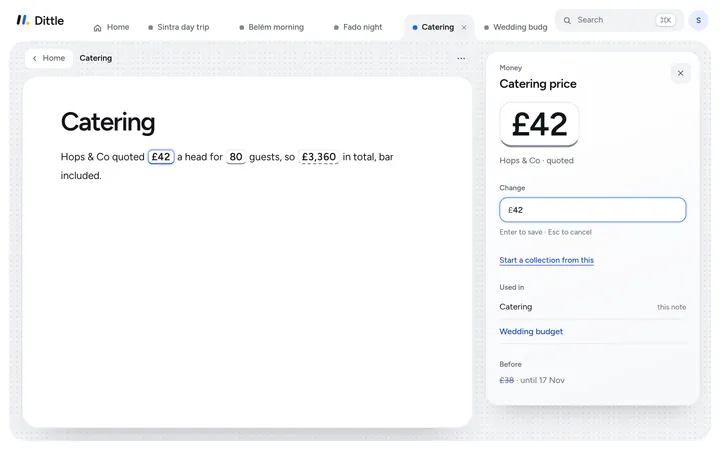 Dittle
Home
Sintra day trip
Belém morning
Fado night
Catering
Wedding budg
Search
⌘K
S
Home
Catering
Catering
Hops & Co quoted £42 a head for 80 guests, so £3,360 in total, bar
included.
Money
Catering price
£42
Hops & Co · quoted
Change
£42
Enter to save · Esc to cancel
Start a collection from this
Used in
Catering this note
Wedding budget
Before
£38 · until 17 Nov